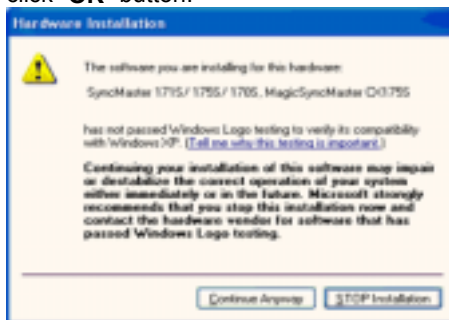 click "OK" button.
Hardware Installation
The software you are installing for this hardware:
SyncMaster 171S/ 175S/ 170S, MagicSyncMaster CX175S
has not passed Windows Logo testing to verify its compatibility
with Windows XP. (Tell me why this testing is important.)
Continuing your installation of this software may impair
or destabilize the correct operation of your system
either immediately or in the future. Microsoft strongly
recommends that you stop this installation now and
contact the hardware vendor for software that has
passed Windows Logo testing.
Continue Anyway STOP Installation